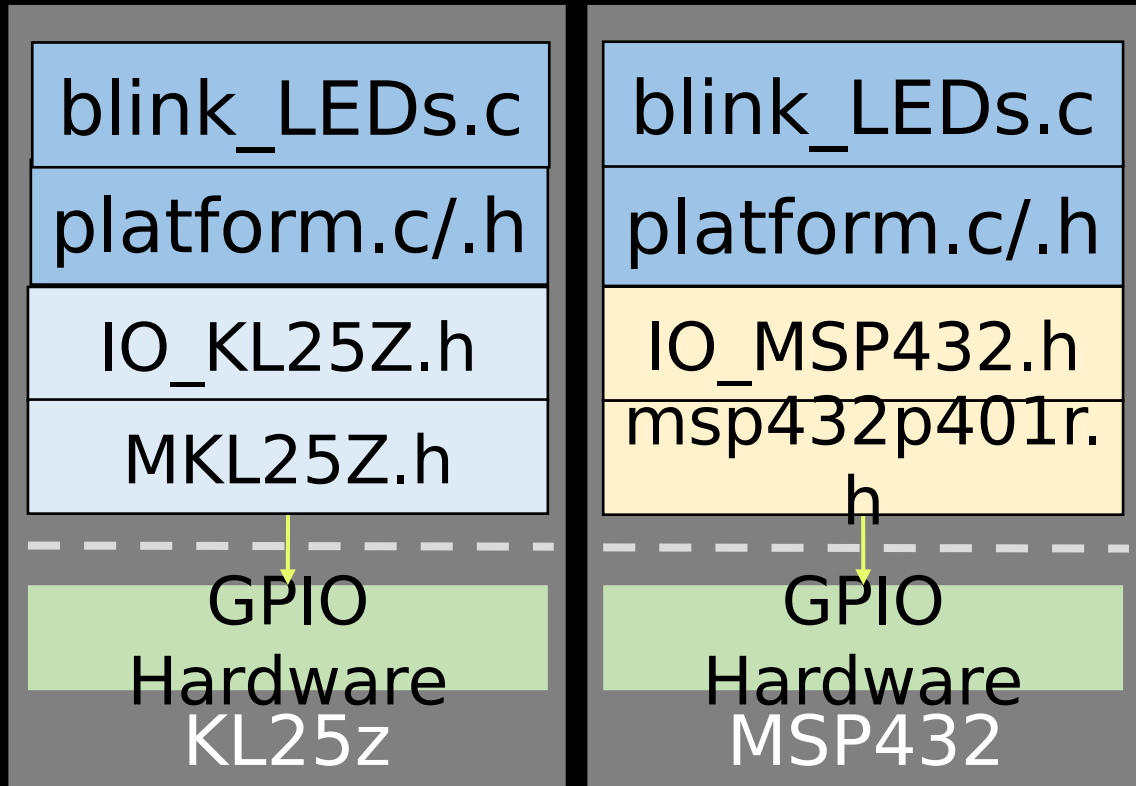 blink_LEDs.c
platform.c/.h
IO_KL25Z.h
MKL25Z.h
GPIO
Hardware
KL25z
blink_LEDs.c
platform.c/.h
IO_MSP432.h
msp432p401r.
h
GPIO
Hardware
MSP432